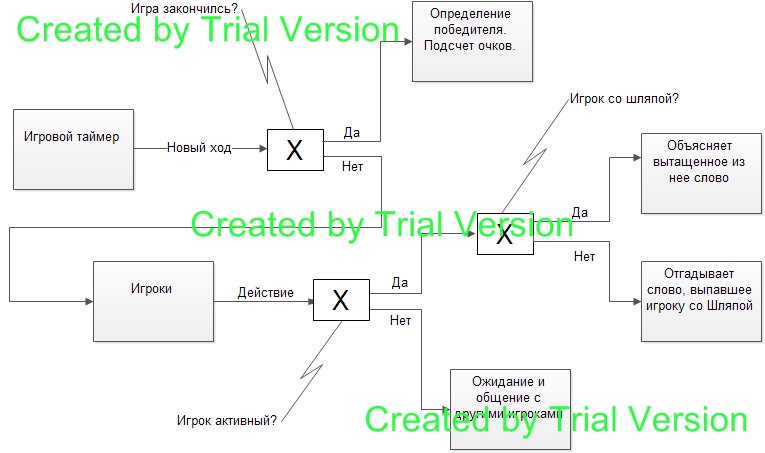 Игра закончилсь?
Created by Trial Version
Определение
победителя.
Подсчет очков.
Игровой таймер
Новый ход
X
Да
Нет
Игрок со шляпой?
Объясняет
вытащенное из
нее слово
Created by Trial Version
X
Да
Нет
Отгадывает
слово, выпавшее
игроку со Шляпой
Игроки
Действие
X
Да
Нет
Игрок активный?
Ожидание и
общение с
другими игроками
Created by Trial Version